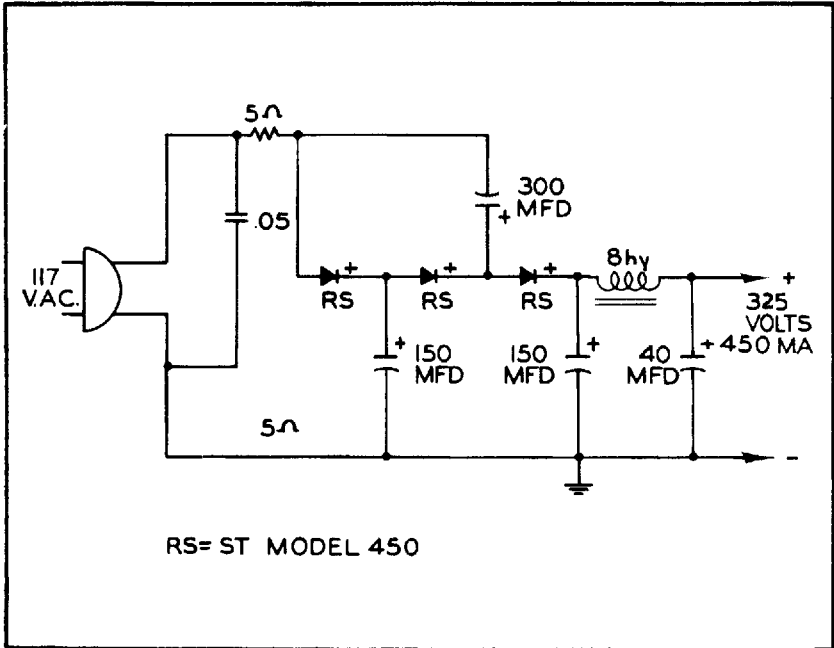 5Ω
300
MFD
.05
117
V.AC.
+
+
+
8hy
RS
RS
RS
+
+
325
VOLTS
450 MA
+
150
MFD
+
150
MFD
+
40
MFD
5Ω
-
RS= ST MODEL 450